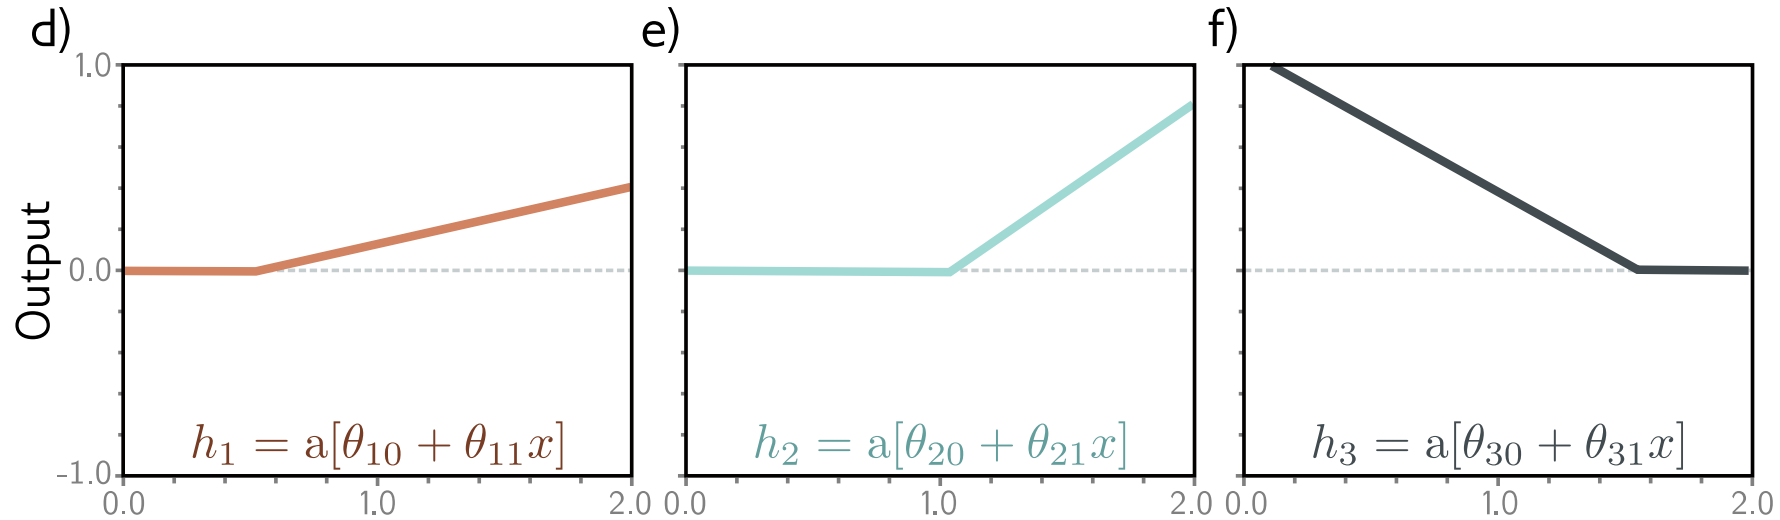 d)
e)
f)
1.0
0.0
-1.0
Output
h₁ = a[θ₁₀ + θ₁₁x]
h₂ = a[θ₂₀ + θ₂₁x]
h₃ = a[θ₃₀ + θ₃₁x]
0.0 1.0 2.0
0.0 1.0 2.0
0.0 1.0 2.0